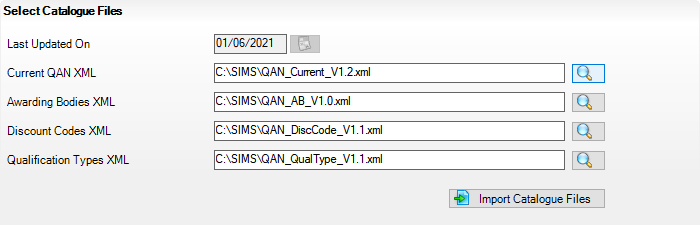 Select Catalogue Files
Last Updated On 01/06/2021
Current QAN XML C:\SIMS\QAN_Current_V1.2.xml
Awarding Bodies XML C:\SIMS\QAN_AB_V1.0.xml
Discount Codes XML C:\SIMS\QAN_DiscCode_V1.1.xml
Qualification Types XML C:\SIMS\QAN_QualType_V1.1.xml
Import Catalogue Files